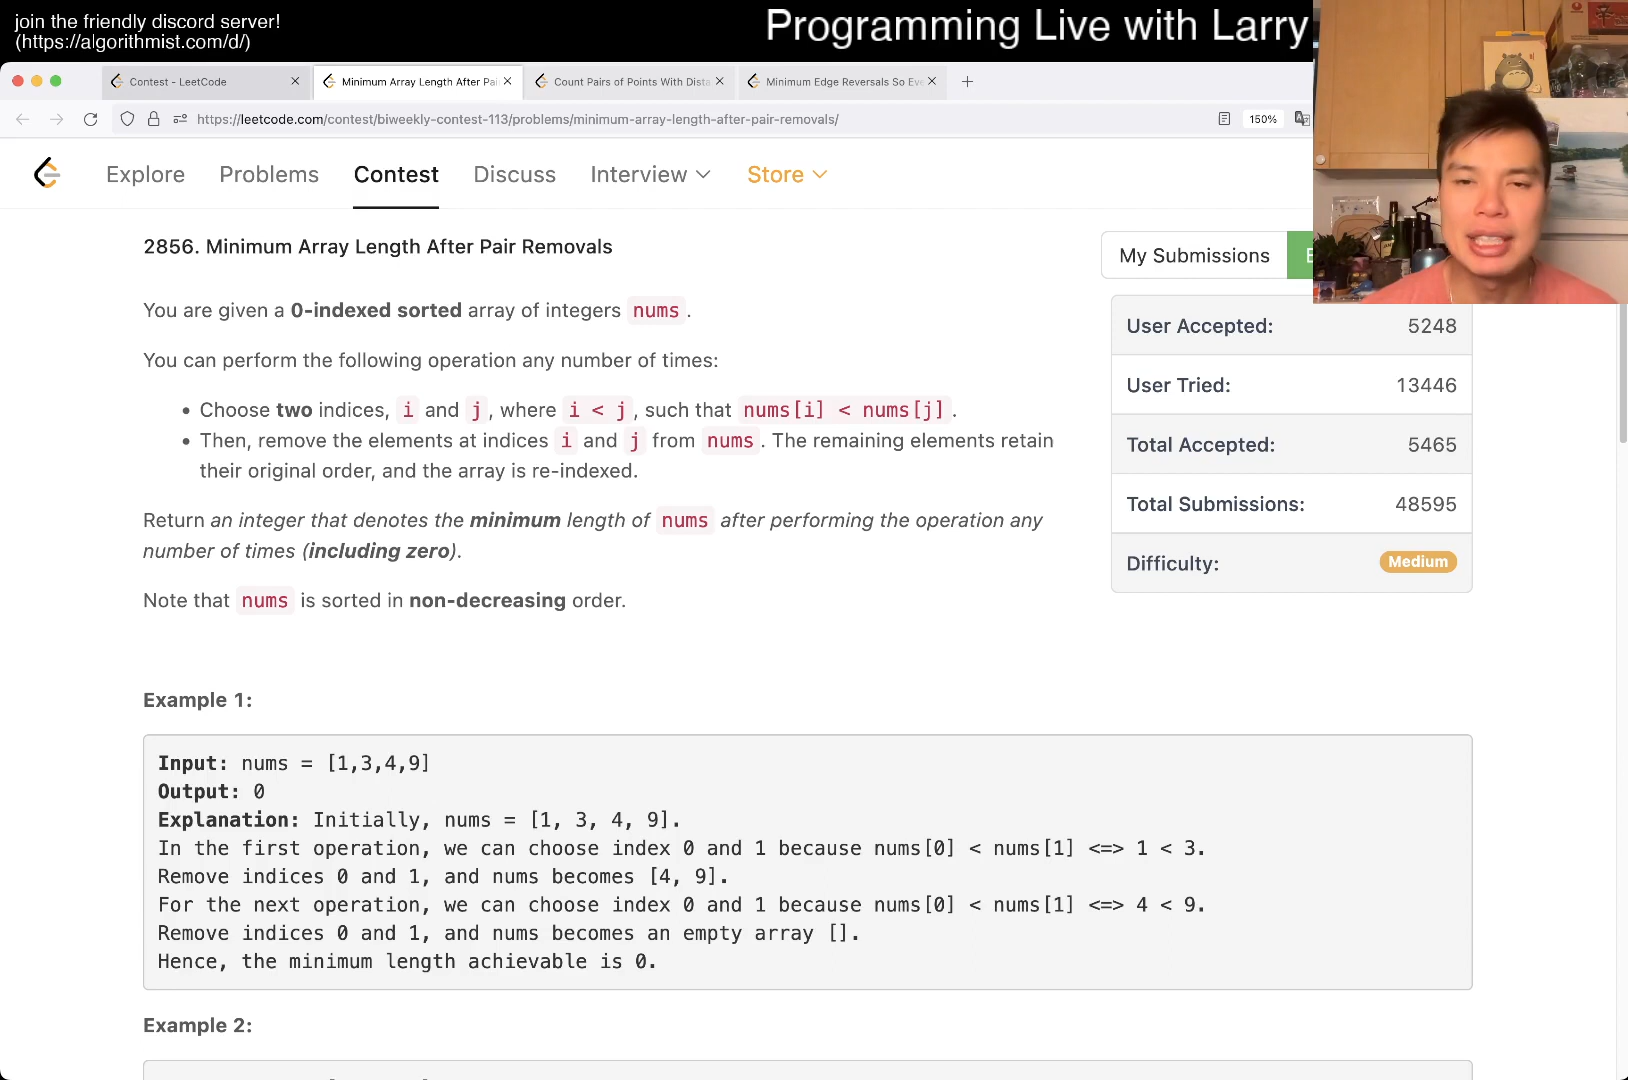 join the friendly discord server!
(https://algorithmist.com/d/)
Programming Live with Larry
Contest - LeetCode
Minimum Array Length After Pai
Count Pairs of Points With Dista
Minimum Edge Reversals So Eve
https://leetcode.com/contest/biweekly-contest-113/problems/minimum-array-length-after-pair-removals/
150%
Explore Problems Contest Discuss Interview Store
2856. Minimum Array Length After Pair Removals
My Submissions
You are given a 0-indexed sorted array of integers nums .
You can perform the following operation any number of times:
• Choose two indices, i and j , where i < j , such that nums[i] < nums[j] .
• Then, remove the elements at indices i and j from nums . The remaining elements retain
their original order, and the array is re-indexed.
Return an integer that denotes the minimum length of nums after performing the operation any
number of times (including zero).
Note that nums is sorted in non-decreasing order.
User Accepted: 5248
User Tried: 13446
Total Accepted: 5465
Total Submissions: 48595
Difficulty: Medium
Example 1:
Input: nums = [1,3,4,9]
Output: 0
Explanation: Initially, nums = [1, 3, 4, 9].
In the first operation, we can choose index 0 and 1 because nums[0] < nums[1] <=> 1 < 3.
Remove indices 0 and 1, and nums becomes [4, 9].
For the next operation, we can choose index 0 and 1 because nums[0] < nums[1] <=> 4 < 9.
Remove indices 0 and 1, and nums becomes an empty array [].
Hence, the minimum length achievable is 0.
Example 2: